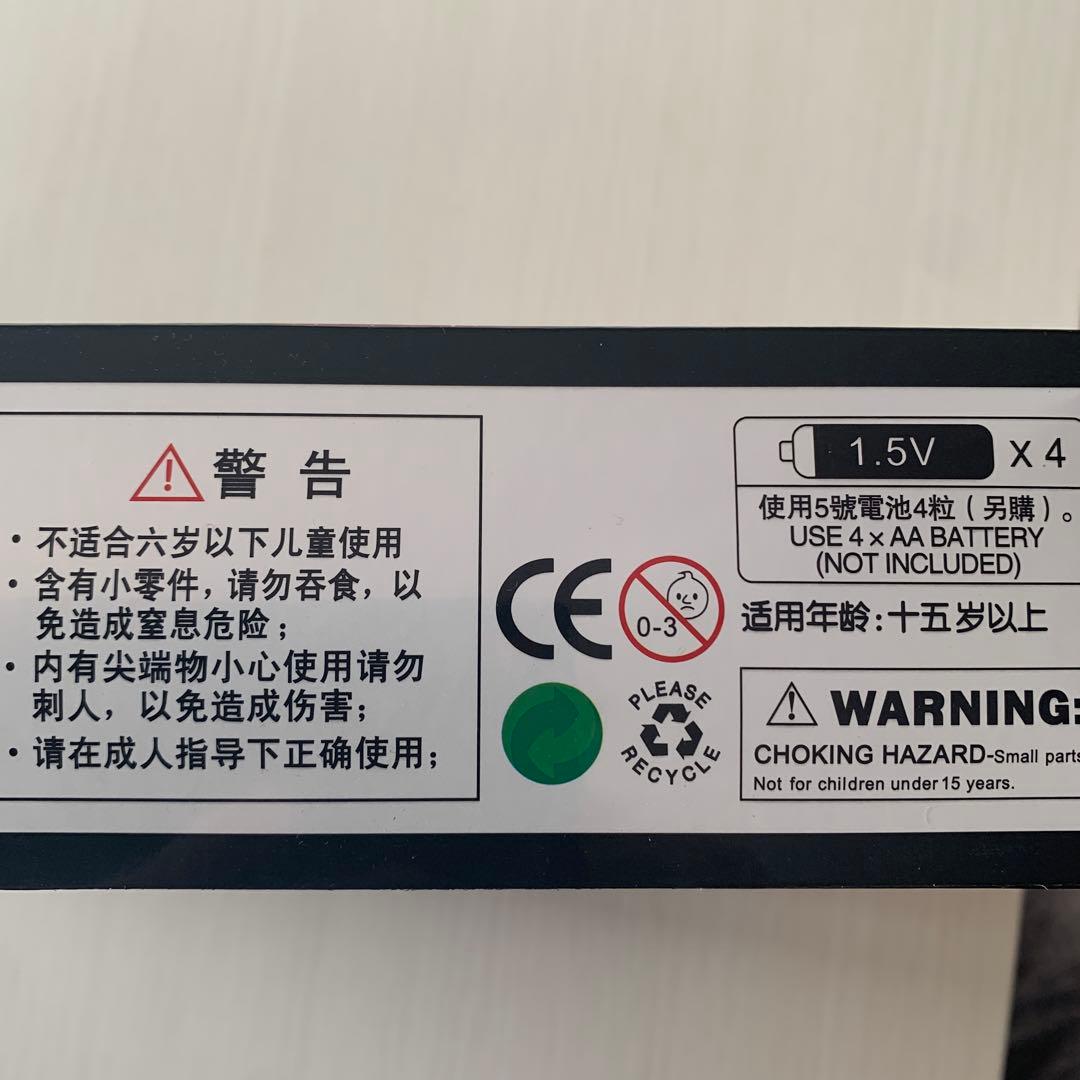 警告
· 不适合六岁以下儿童使用
· 含有小零件，请勿吞食，以
免造成窒息危险；
· 内有尖端物小心使用请勿
刺人，以免造成伤害；
· 请在成人指导下正确使用；
CE
0-3
PLEASE
RECYCLE
1.5V X 4
使用5號電池4粒（另購）。
USE 4 × AA BATTERY
(NOT INCLUDED)
适用年龄：十五岁以上
WARNING:
CHOKING HAZARD-Small parts
Not for children under 15 years.